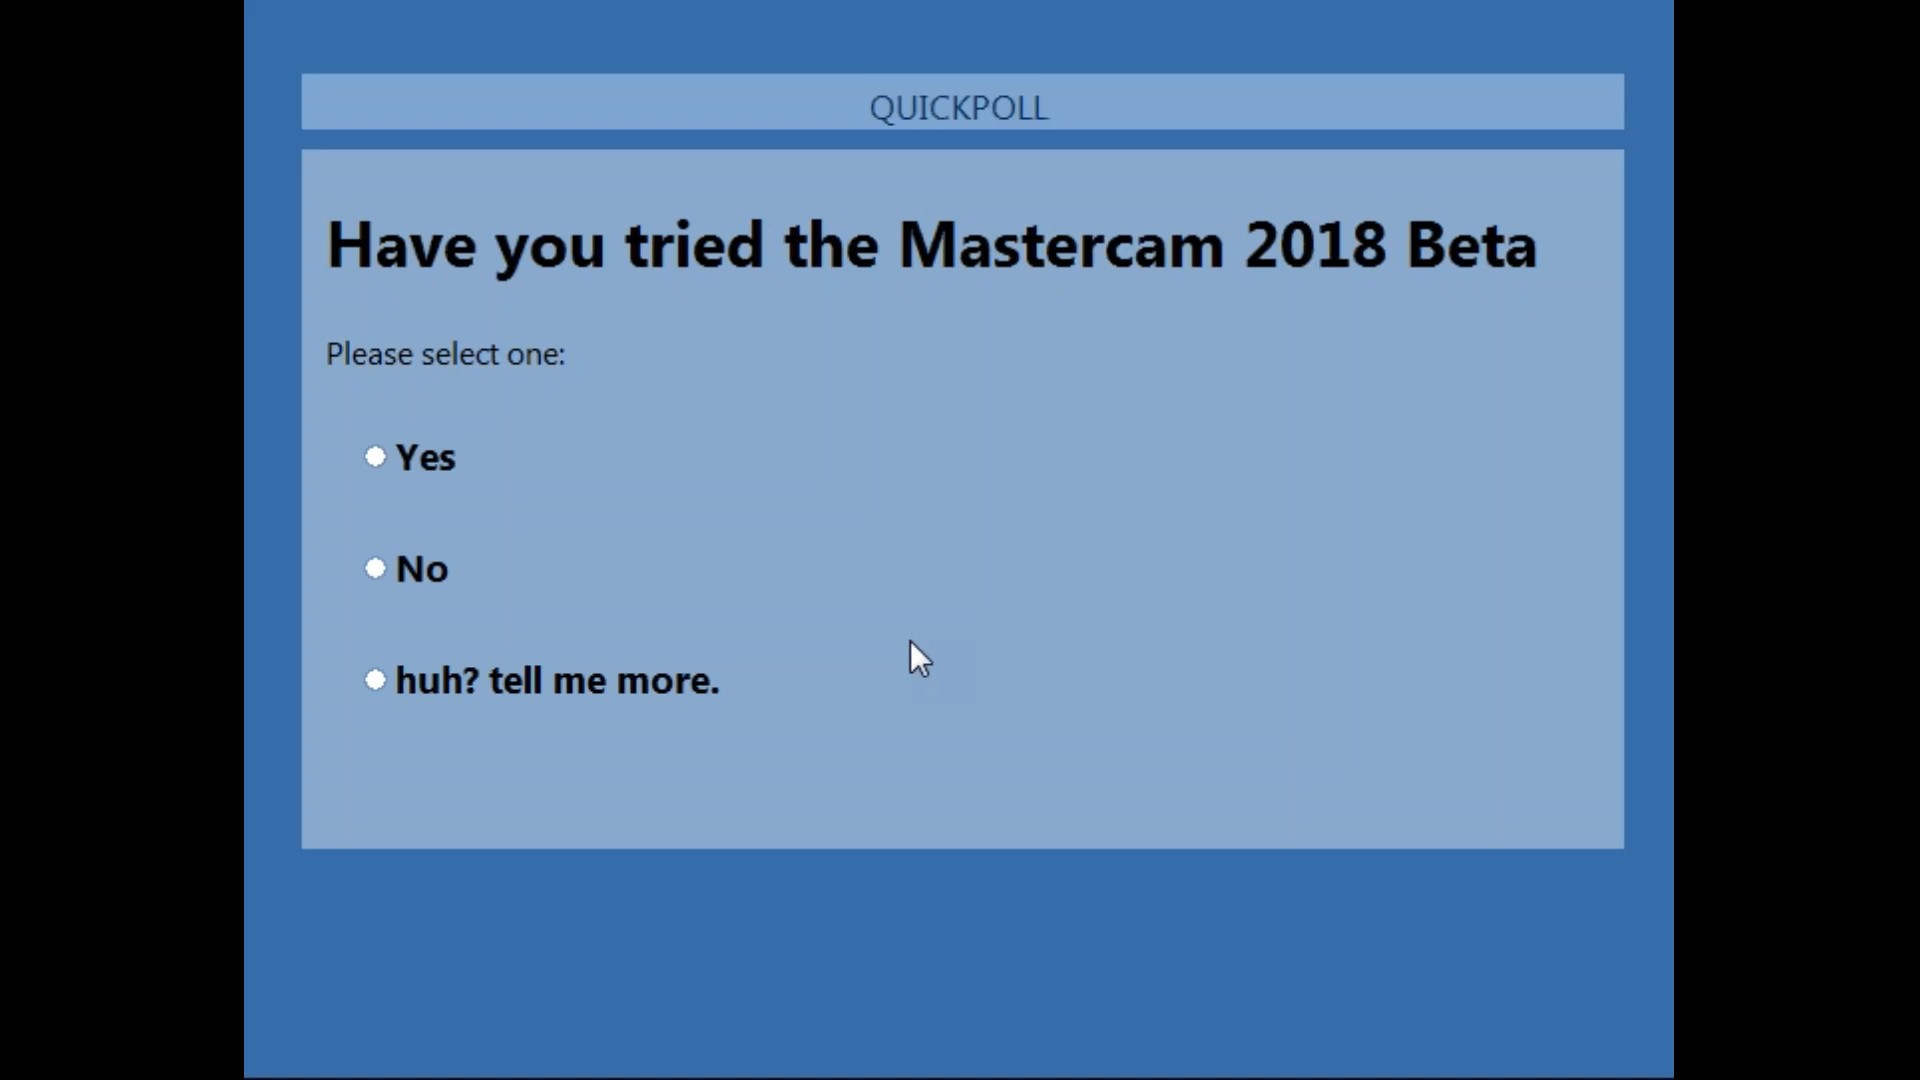 QUICKPOLL
Have you tried the Mastercam 2018 Beta
Please select one:
Yes
No
huh? tell me more.